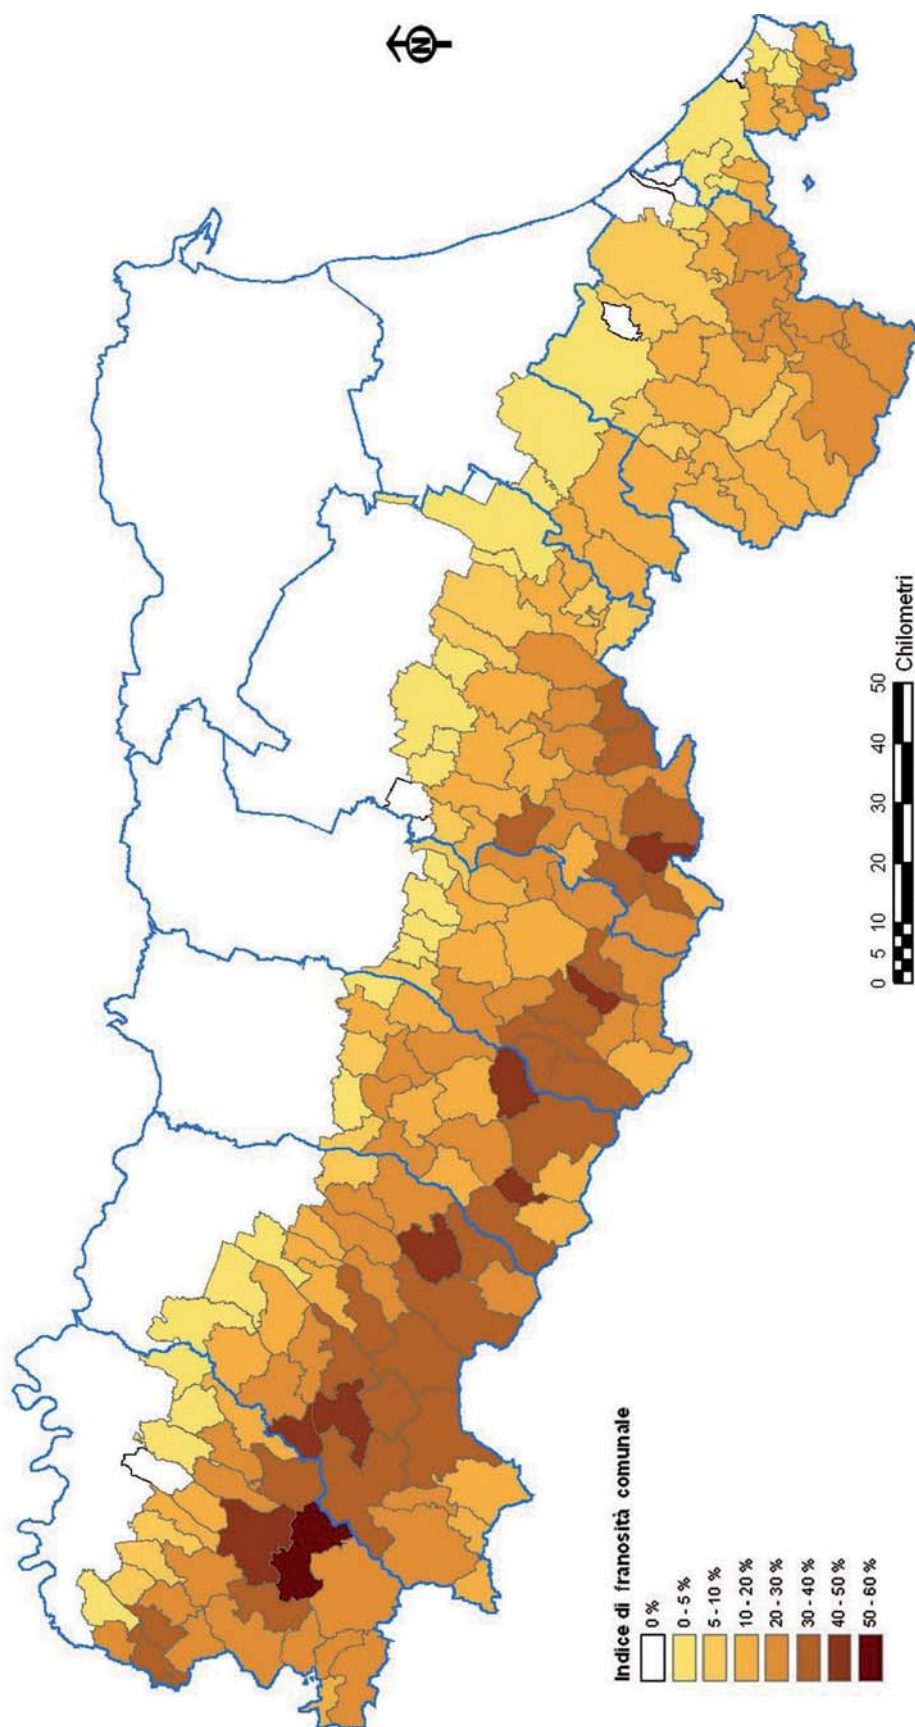 N
Indice di franosità comunale
0 %
0 - 5 %
5 - 10 %
10 - 20 %
20 - 30 %
30 - 40 %
40 - 50 %
50 - 60 %
0 5 10 20 30 40 50
Chilometri